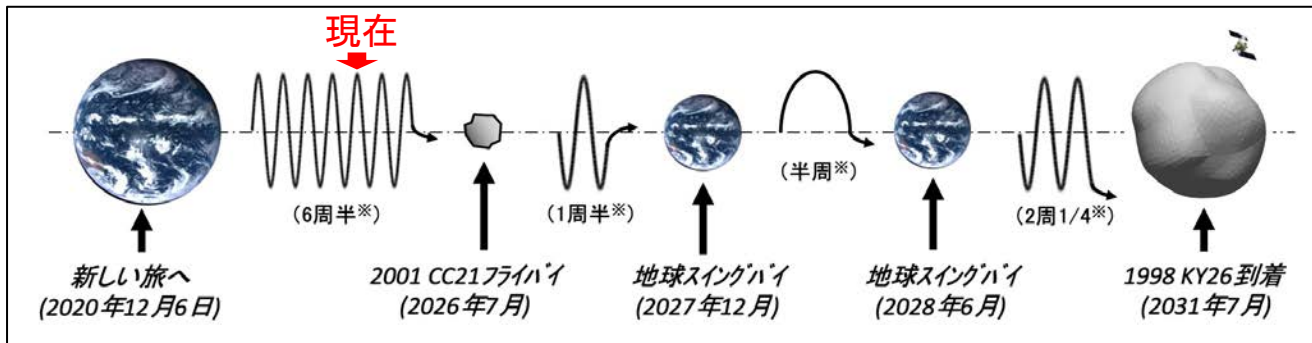 現在
(6周半※)
(1周半※)
(半周※)
(2周1/4※)
新しい旅へ
(2020年12月6日)
2001 CC21フライバイ
(2026年7月)
地球スイングバイ
(2027年12月)
地球スイングバイ
(2028年6月)
1998 KY26到着
(2031年7月)